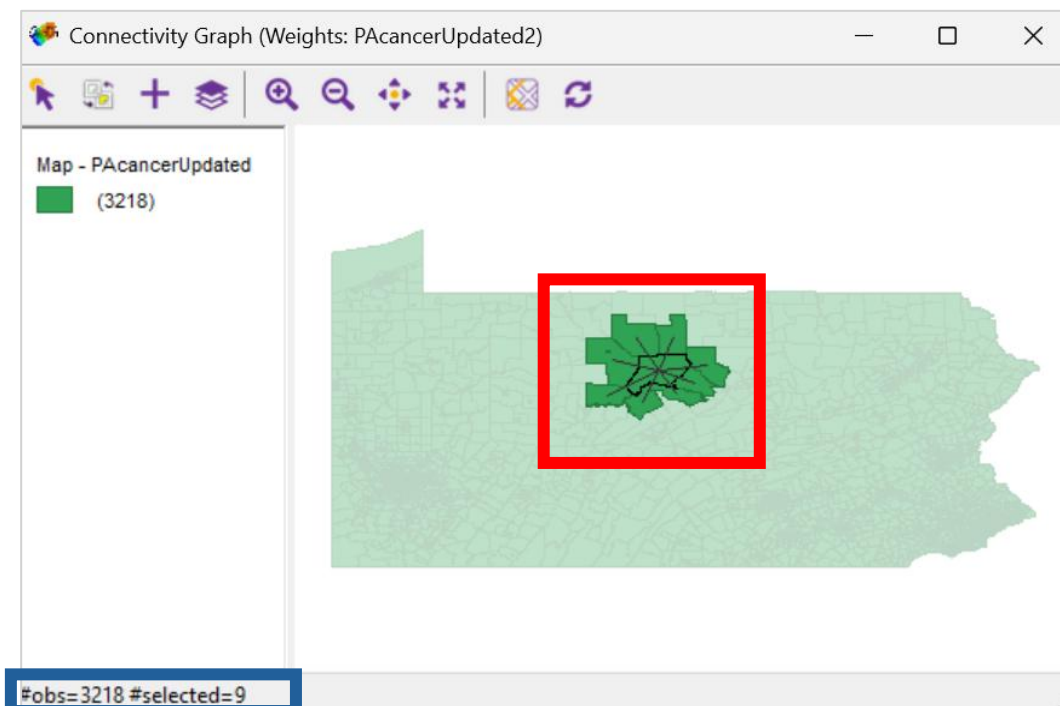 Connectivity Graph (Weights: PAcancerUpdated2)
Map - PAcancerUpdated
(3218)
#obs=3218 #selected=9